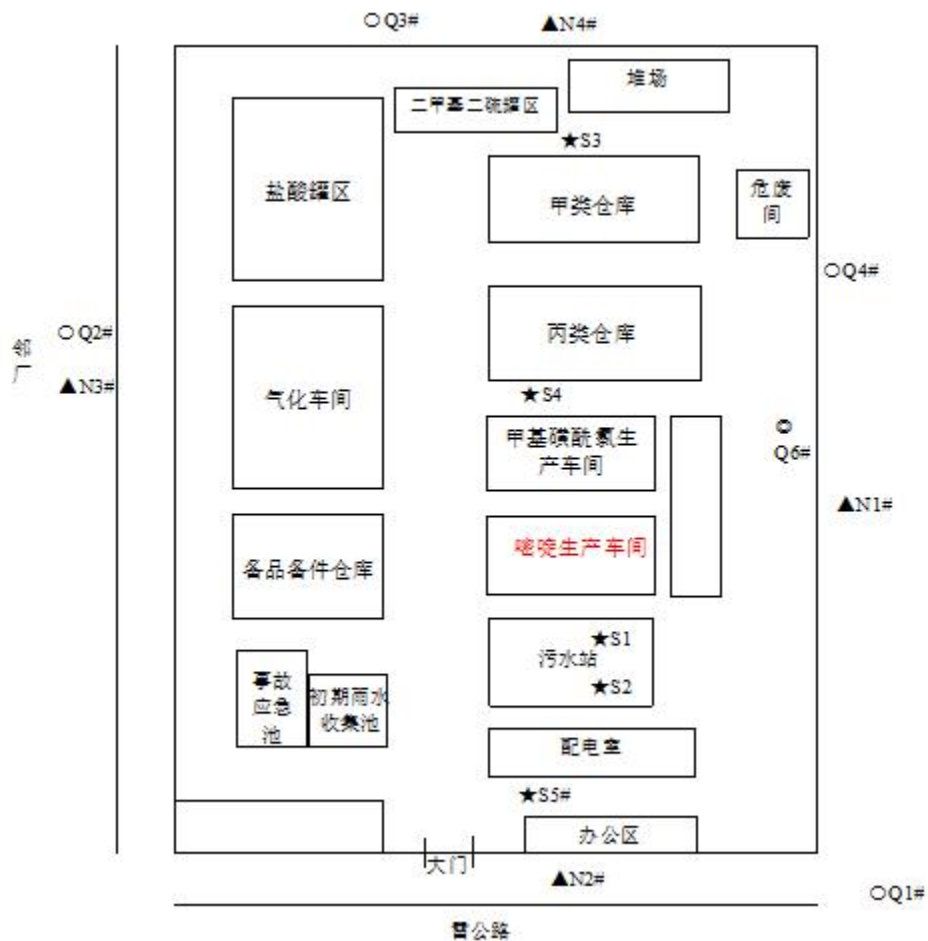 ○Q3#
▲N4#
堆场
二甲基二硫罐区
★S3
盐酸罐区
甲类仓库
危废
间
○Q4#
○Q2#
邻
厂
▲N3#
气化车间
丙类仓库
★S4
◎
Q6#
甲基磺酰氯生
产车间
▲N1#
嘧啶生产车间
备品备件仓库
★S1
污水站
★S2
事故
应急
池
初期雨水
收集池
配电室
★S5#
办公区
大门
▲N2#
○Q1#
雷公路